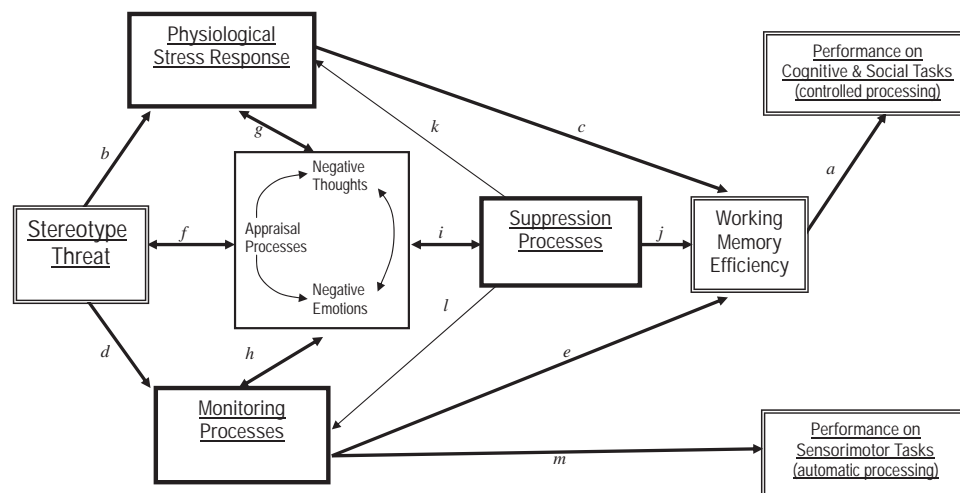 Physiological
Stress Response
Performance on
Cognitive & Social Tasks
(controlled processing)
k
c
a
b
g
Negative
Thoughts
Stereotype
Threat
f
Appraisal
Processes
i
Suppression
Processes
j
Working
Memory
Efficiency
Negative
Emotions
l
d
h
e
Monitoring
Processes
m
Performance on
Sensorimotor Tasks
(automatic processing)